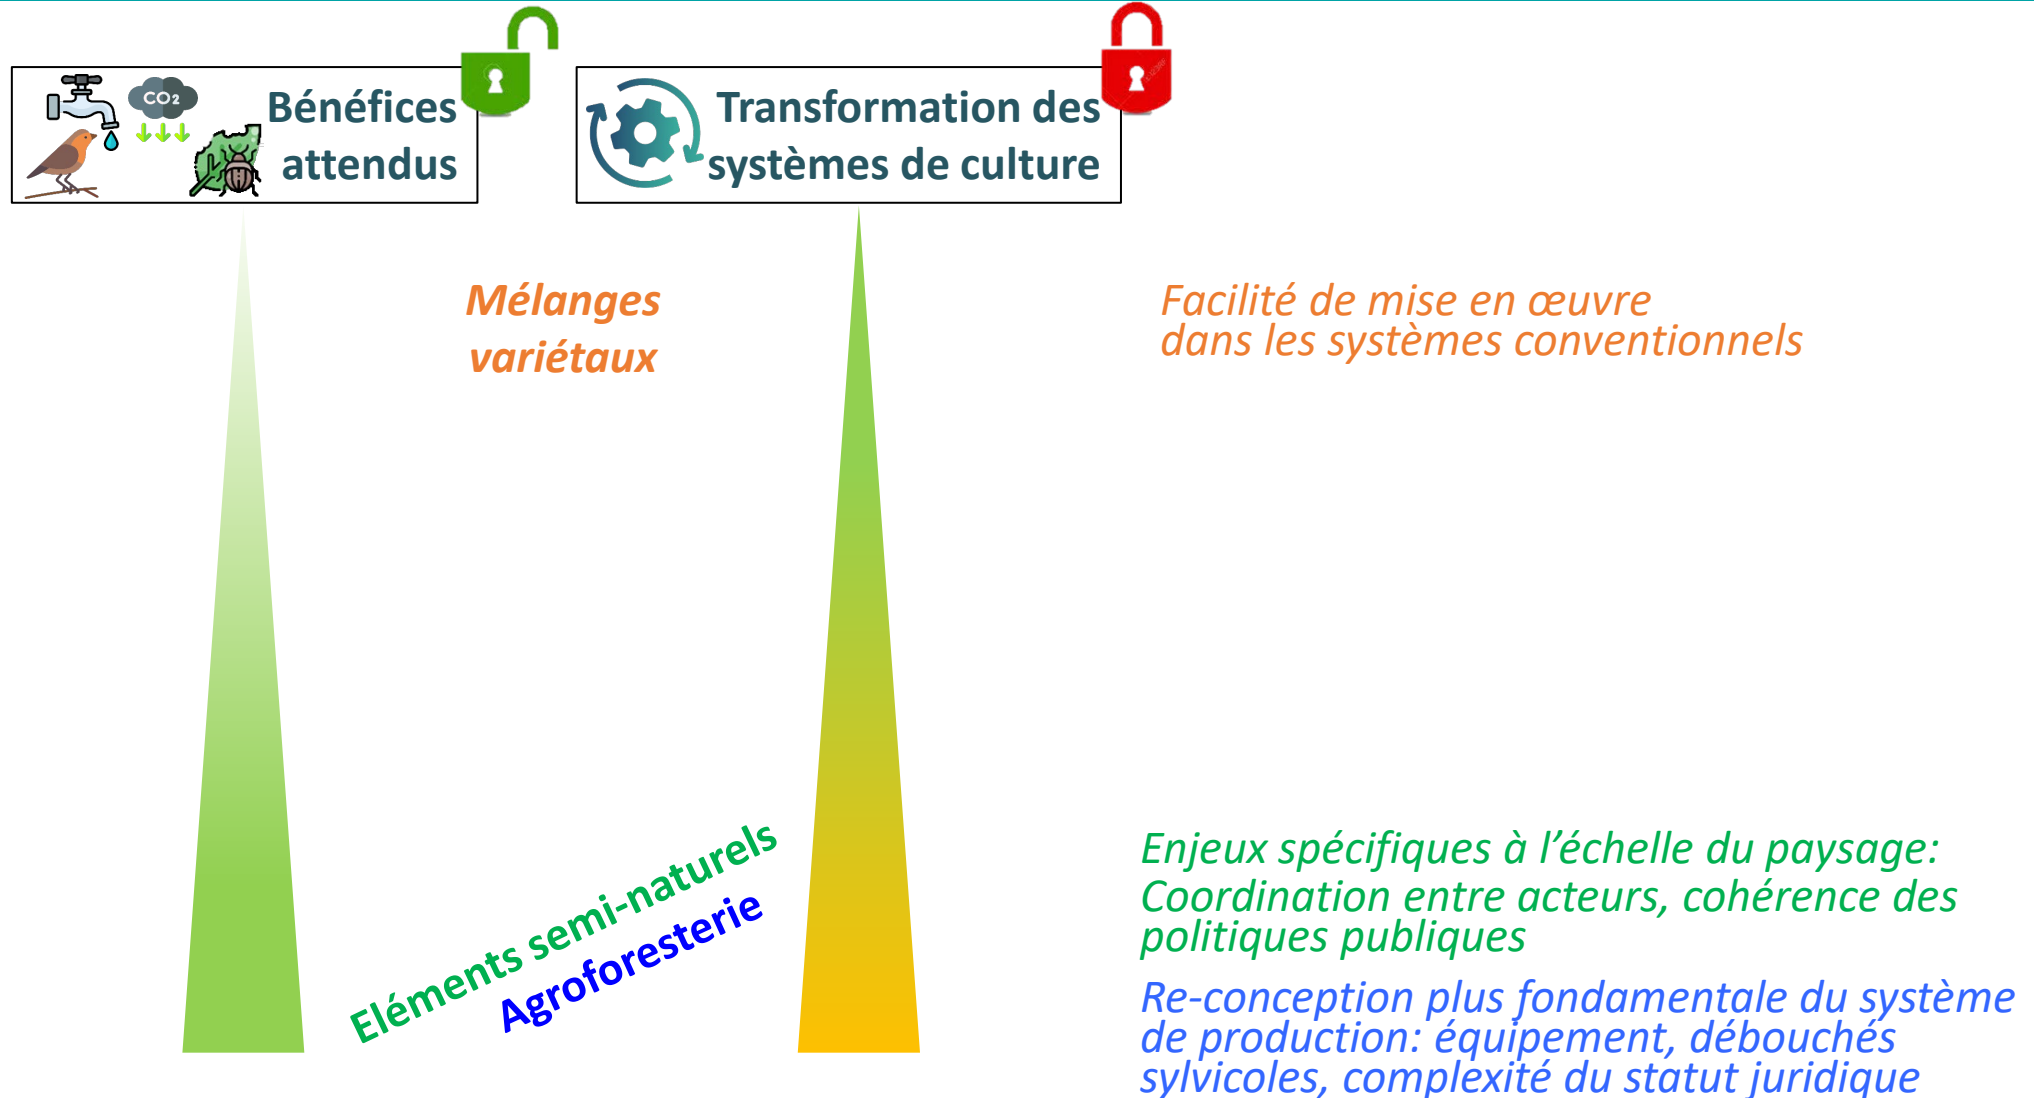 CO2
Bénéfices
attendus
Transformation des
systèmes de culture
Mélanges
variétaux
Facilité de mise en œuvre
dans les systèmes conventionnels
Eléments semi-naturels
Agroforesterie
Enjeux spécifiques à l’échelle du paysage:
Coordination entre acteurs, cohérence des
politiques publiques
Re-conception plus fondamentale du système
de production: équipement, débouchés
sylvicoles, complexité du statut juridique